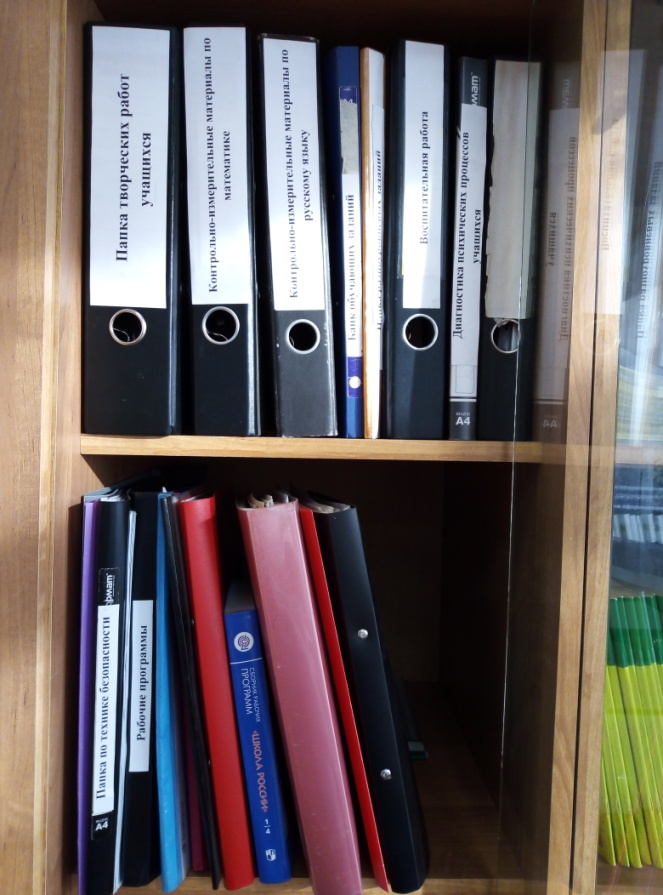 Папка творческих работ
учащихся
Контрольно-измерительные материалы по
математике
Контрольно-измерительные материалы по
русскому языку
Банк обучающих заданий
Воспитательная работа
Диагностика психических процессов
учащихся
A4
Папка по технике безопасности
A4
Рабочие программы
СБОРНИК РАБОЧИХ
ПРОГРАММ
«ШКОЛА РОССИИ»
1/4